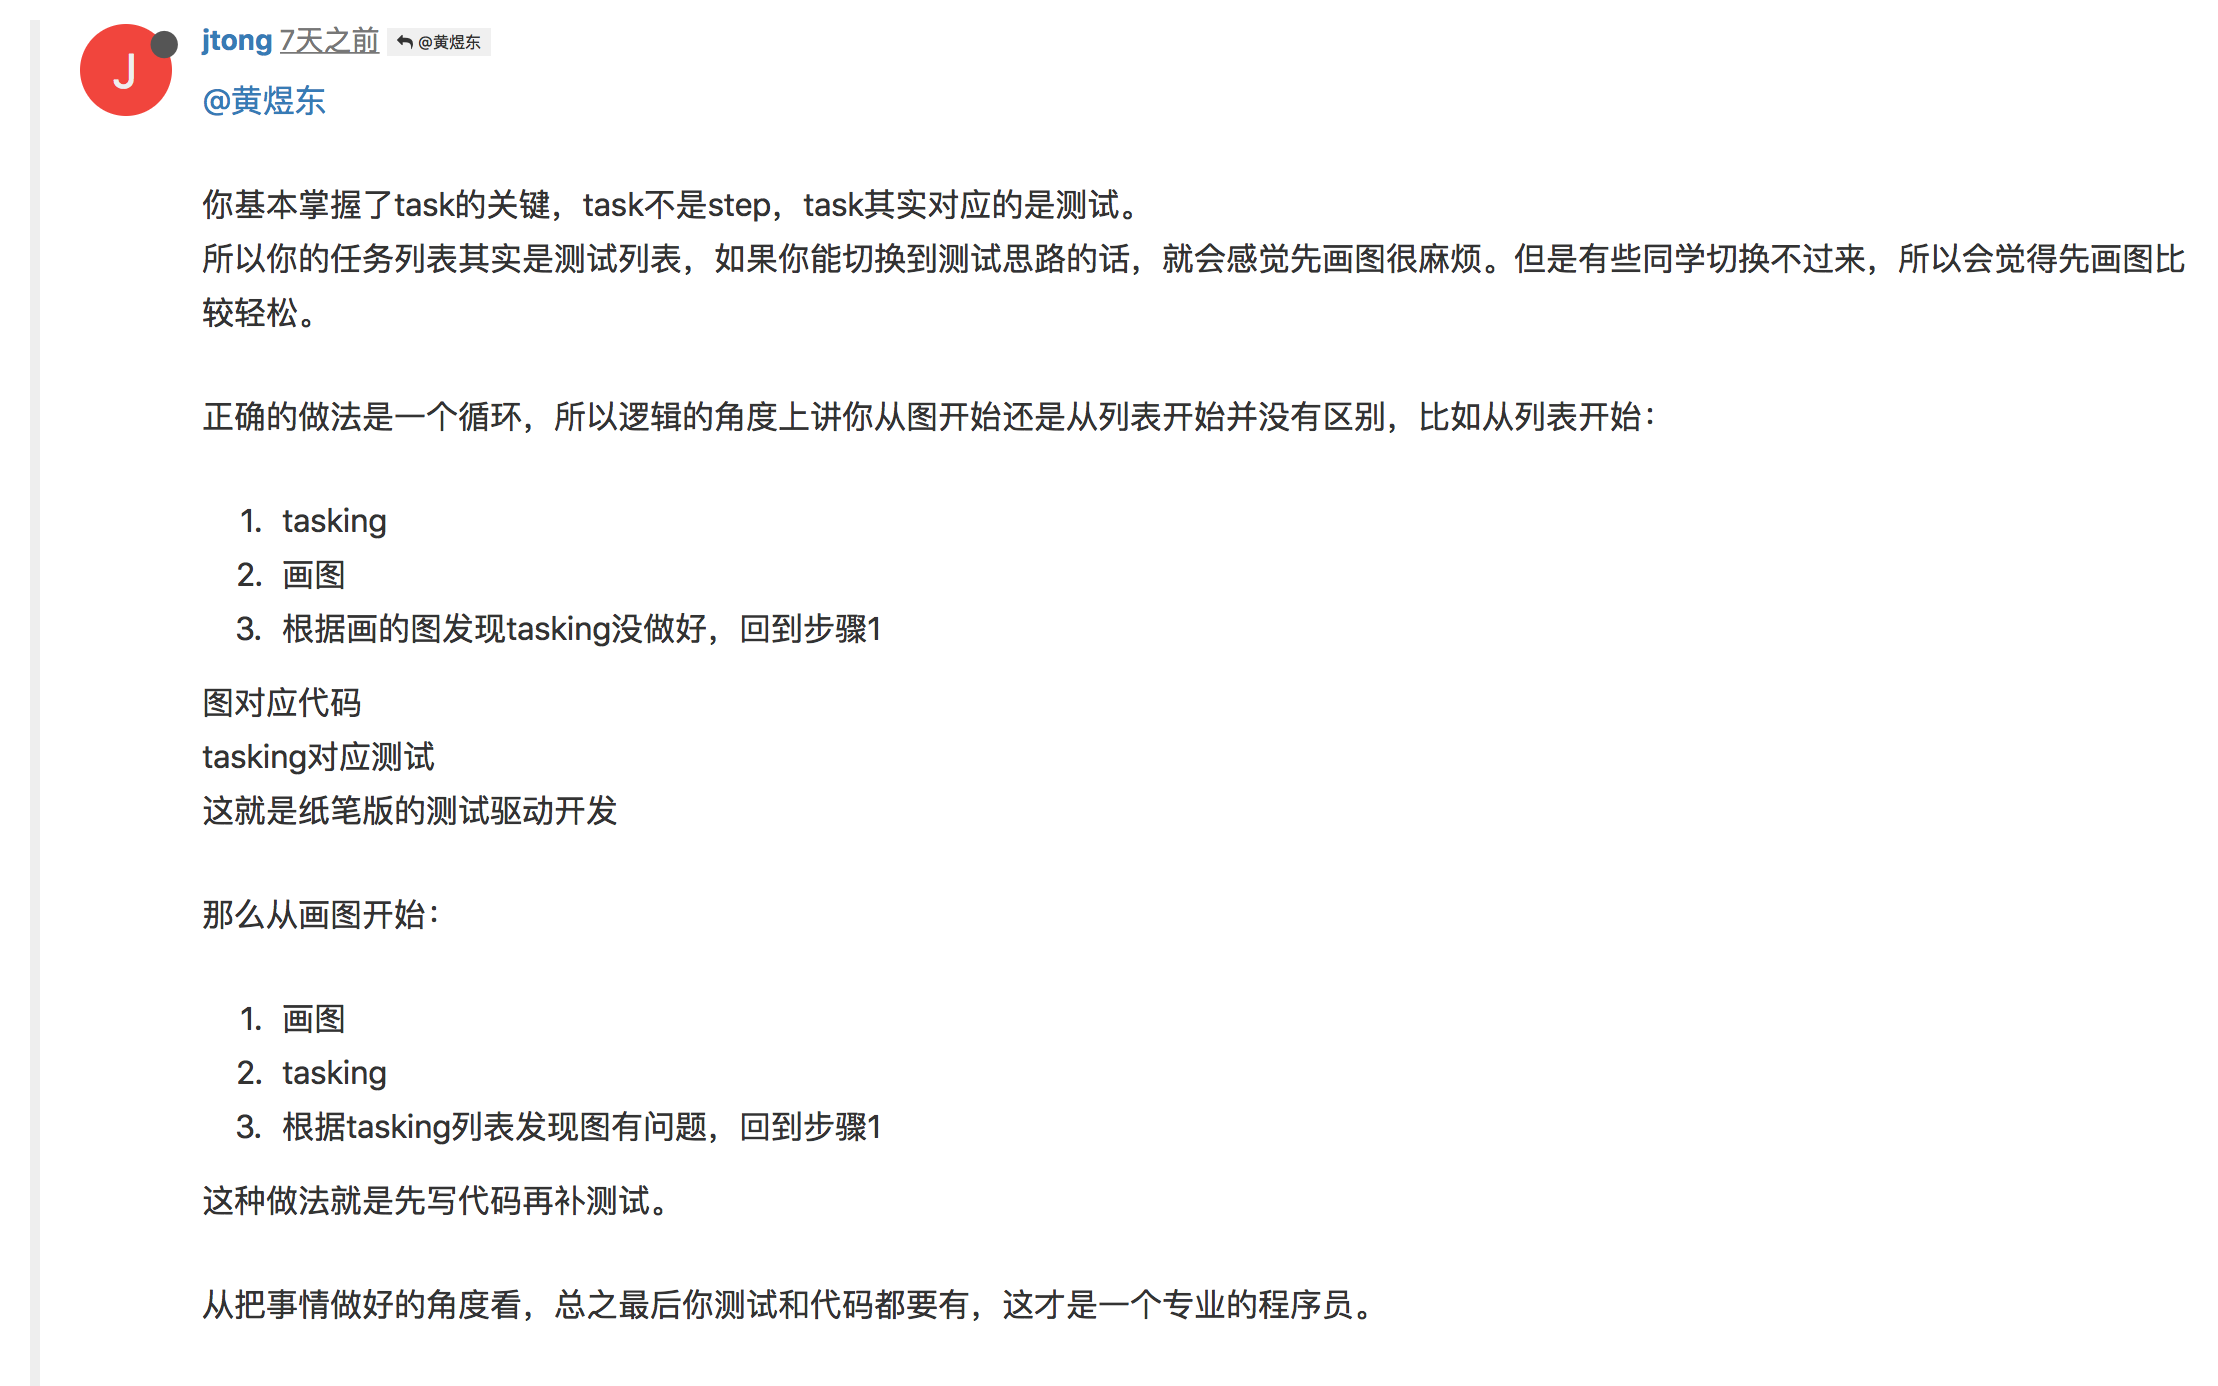 J
jtong 7天之前 @黄煜东
@黄煜东
你基本掌握了task的关键，task不是step，task其实对应的是测试。
所以你的任务列表其实是测试列表，如果你能切换到测试思路的话，就会感觉先画图很麻烦。但是有些同学切换不过来，所以会觉得先画图比
较轻松。
正确的做法是一个循环，所以逻辑的角度上讲你从图开始还是从列表开始并没有区别，比如从列表开始：
1. tasking
2. 画图
3. 根据画的图发现tasking没做好，回到步骤1
图对应代码
tasking对应测试
这就是纸笔版的测试驱动开发
那么从画图开始：
1. 画图
2. tasking
3. 根据tasking列表发现图有问题，回到步骤1
这种做法就是先写代码再补测试。
从把事情做好的角度看，总之最后你测试和代码都要有，这才是一个专业的程序员。